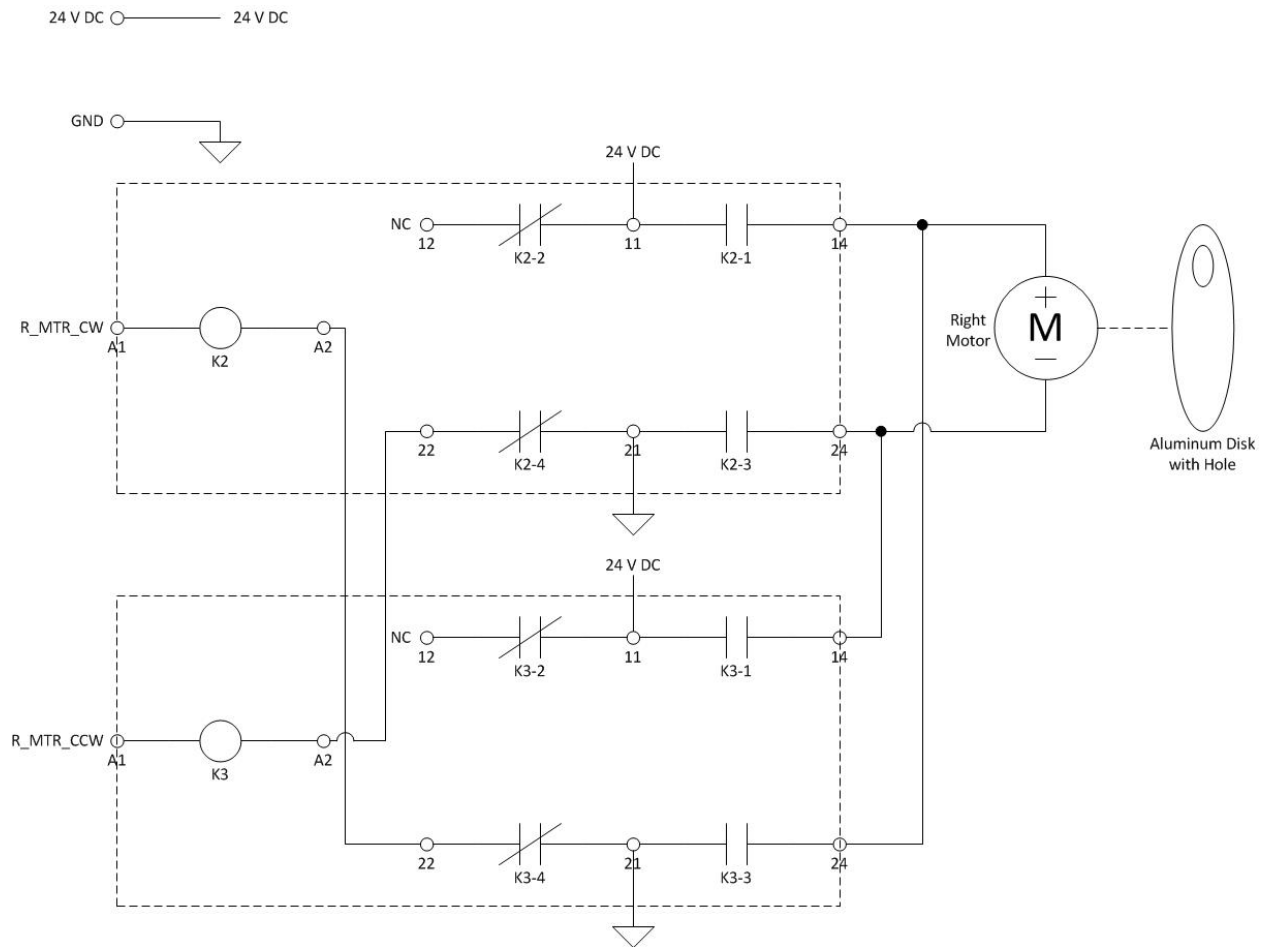 24 V DC 24 V DC
GND
24 V DC
NC
12
K2-2
11
K2-1
14
R_MTR_CW
A1
K2
A2
Right
Motor
+
M
—
22
K2-4
21
K2-3
24
Aluminum Disk
with Hole
24 V DC
NC
12
K3-2
11
K3-1
14
R_MTR_CCW
A1
K3
A2
22
K3-4
21
K3-3
24